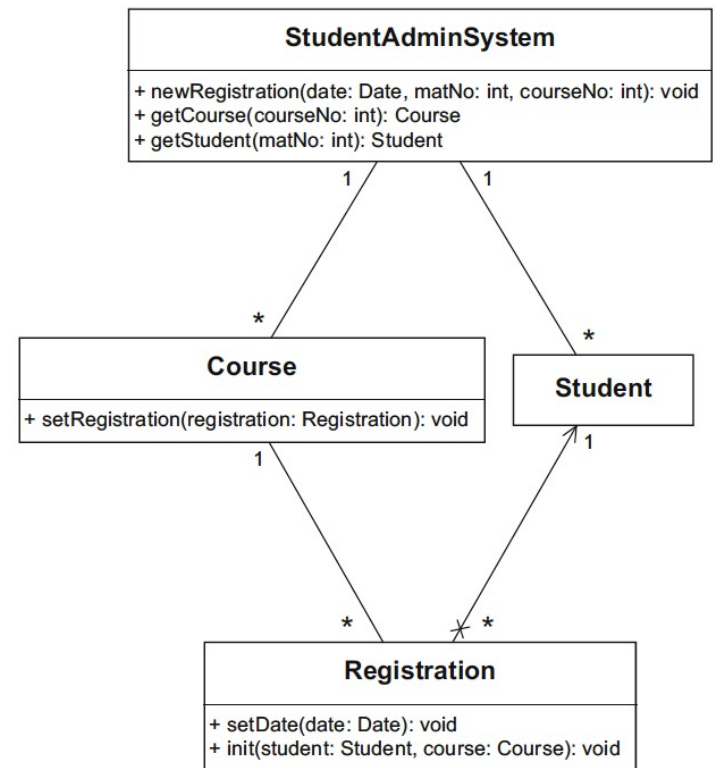 StudentAdminSystem
+ newRegistration(date: Date, matNo: int, courseNo: int): void
+ getCourse(courseNo: int): Course
+ getStudent(matNo: int): Student
1
1
*
*
Course
+ setRegistration(registration: Registration): void
Student
1
1
*
*
Registration
+ setDate(date: Date): void
+ init(student: Student, course: Course): void